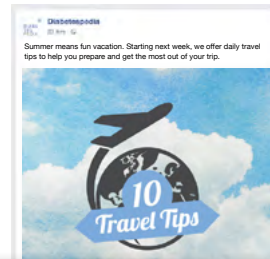 Diabetespedia
Summer means fun vacation. Starting next week, we offer daily travel
tips to help you prepare and get the most out of your trip.
10
Travel Tips